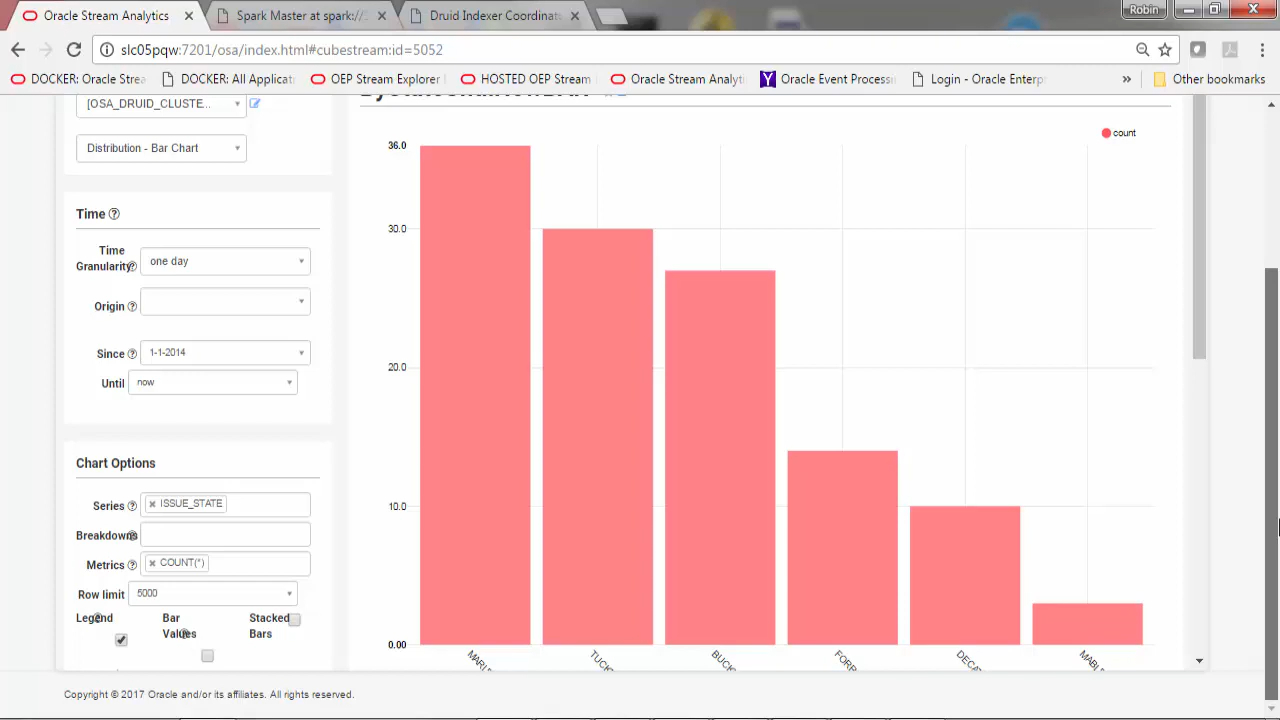 Robin
Oracle Stream Analytics
Spark Master at spark://
Druid Indexer Coordinat
slc05pqw:7201/osa/index.html#cubestream:id=5052
DOCKER: Oracle Strea
DOCKER: All Applicat
OEP Stream Explorer
HOSTED OEP Stream
Oracle Stream Analyti
Oracle Event Process
Login - Oracle Enterp
»
Other bookmarks
[OSA_DRUID_CLUSTE...
Distribution - Bar Chart
Time
Time Granularity
one day
Origin
Since
1-1-2014
Until
now
Chart Options
Series
ISSUE_STATE
Breakdowns
Metrics
COUNT(*)
Row limit
5000
Legend
Bar Values
Stacked Bars
count
36.0
30.0
20.0
10.0
0.00
TUCK
BUCK
DECA
Copyright © 2017 Oracle and/or its affiliates. All rights reserved.